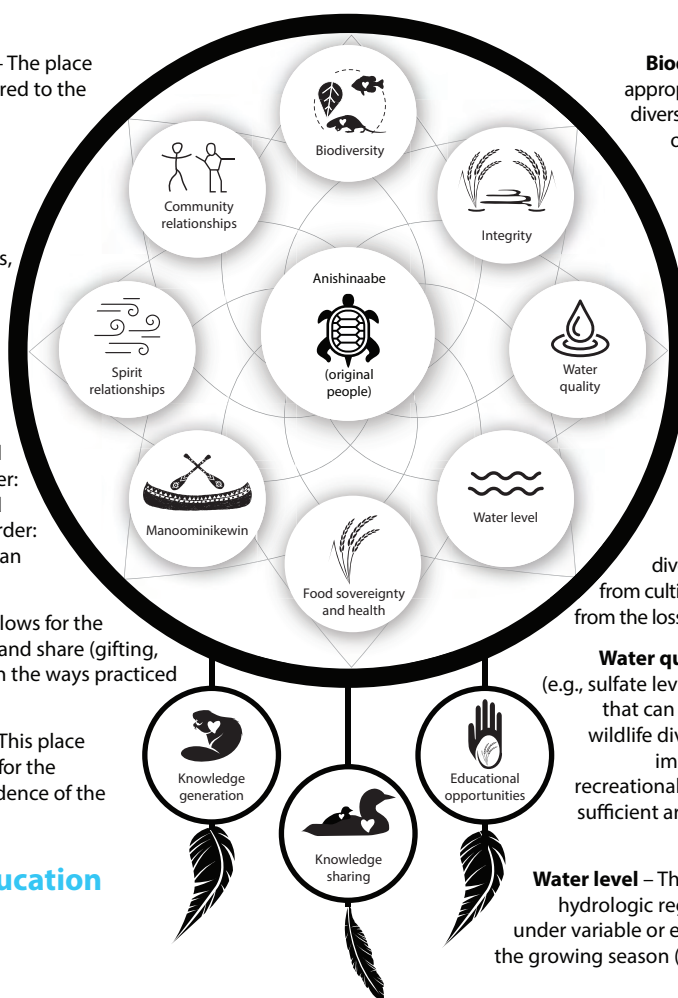 – The place
red to the
s,
er:
rder:
an
lows for the
and share (gifting,
n the ways practiced
This place
for the
dence of the
ucation
Biodiversity
Community
relationships
Integrity
Anishinaabe
(original
people)
Spirit
relationships
Water
quality
Manoominikewin
Water level
Food sovereignty
and health
Knowledge
generation
Knowledge
sharing
Educational
opportunities
Bio
approp
divers
div
from culti
from the loss
Water qu
(e.g., sulfate lev
that can
wildlife div
im
recreational
sufficient ar
Water level – Th
hydrologic reg
under variable or e
the growing season (